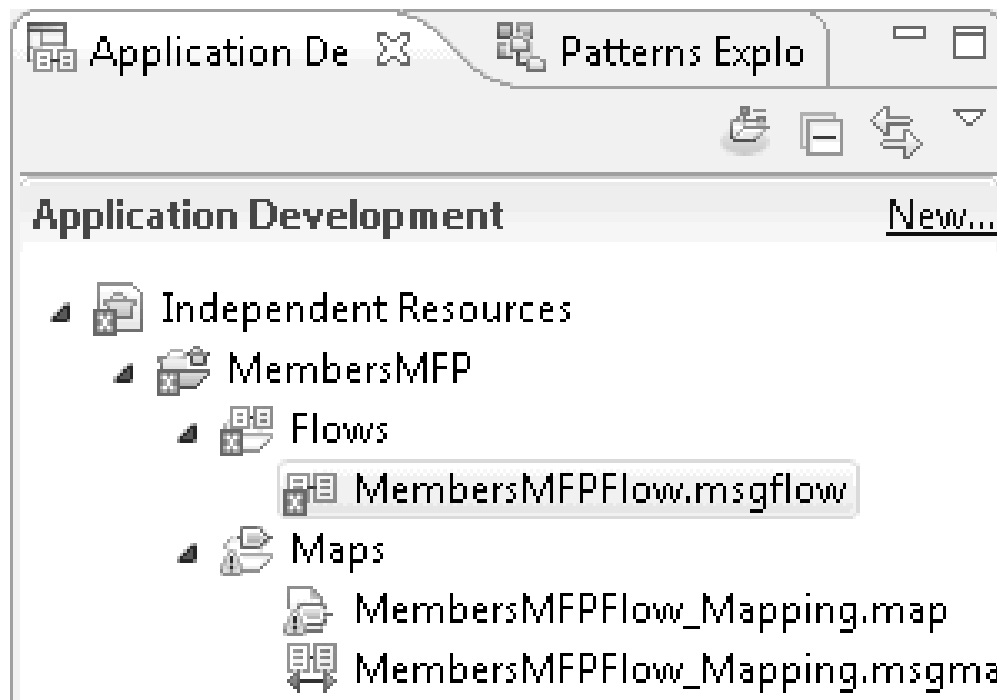 Application De Patterns Explo
Application Development New...
Independent Resources
MembersMFP
Flows
MembersMFPFlow.msgflow
Maps
MembersMFPFlow_Mapping.map
MembersMFPFlow_Mapping.msgma